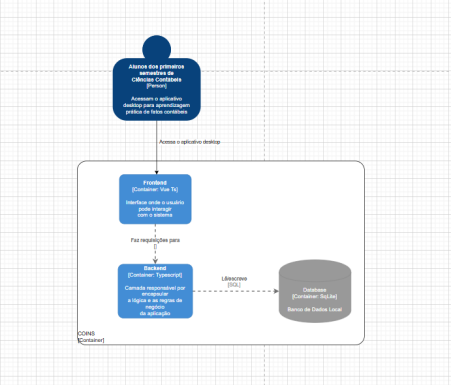 Alunos dos primeiros
semestres de
Ciências Contábeis
[Person]
Acessam o aplicativo
desktop para aprendizagem
prática de fatos contábeis
Acessa o aplicativo desktop
Frontend
[Container: Vue Ts]
Interface onde o usuário
pode interagir
com o sistema
Faz requisições para
[]
Backend
[Container: Typescript]
Camada responsável por
encapsular
a lógica e as regras de
negócio
da aplicação
Lê/escreve
[SQL]
Database
[Container: SqLite]
Banco de Dados Local
COINS
[Container]